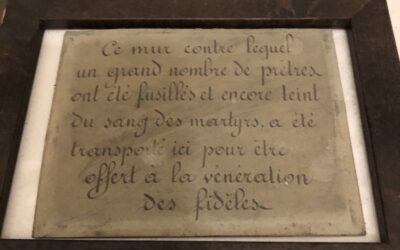 Ce mur contre lequel
un grand nombre de prêtres
ont été fusillés et encore teint
du sang des martyrs, a été
transporté ici pour être
offert à la vénération
des fidèles